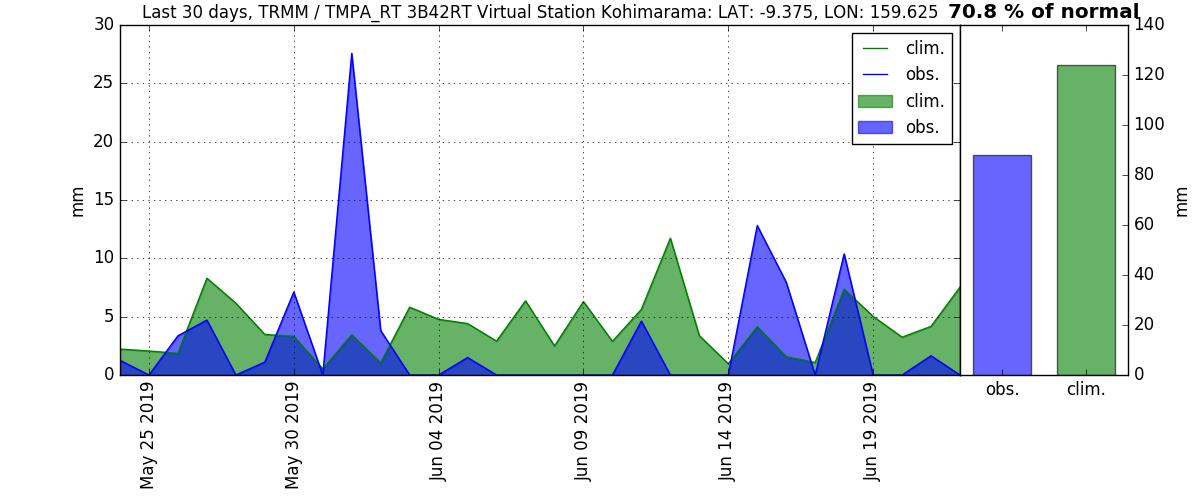 Last 30 days, TRMM / TMPA_RT 3B42RT Virtual Station Kohimarama: LAT: -9.375, LON: 159.625
70.8 % of normal
30
25
20
15
10
5
0
mm
clim.
obs.
clim.
obs.
May 25 2019
May 30 2019
Jun 04 2019
Jun 09 2019
Jun 14 2019
Jun 19 2019
140
120
100
80
60
40
20
0
mm
obs.
clim.